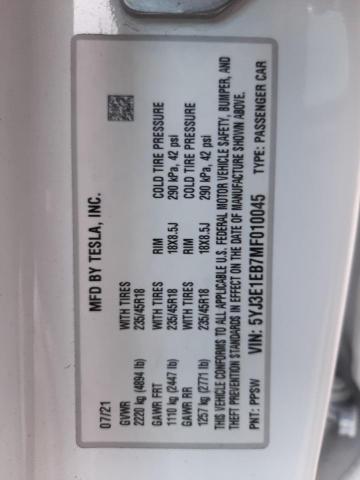 MFD BY TESLA, INC.
07/21
GVWR WITH TIRES RIM COLD TIRE PRESSURE
2220 kg (4894 lb) 235/45R18 18X8.5J 290 kPa, 42 psi
GAWR FRT WITH TIRES RIM COLD TIRE PRESSURE
1110 kg (2447 lb) 235/45R18 18X8.5J 290 kPa, 42 psi
GAWR RR
1257 kg (2771 lb)
THIS VEHICLE CONFORMS TO ALL APPLICABLE U.S. FEDERAL MOTOR VEHICLE SAFETY, BUMPER, AND
THEFT PREVENTION STANDARDS IN EFFECT ON THE DATE OF MANUFACTURE SHOWN ABOVE.
VIN: 5YJ3E1EB7MF010045
PNT: PPSW TYPE: PASSENGER CAR